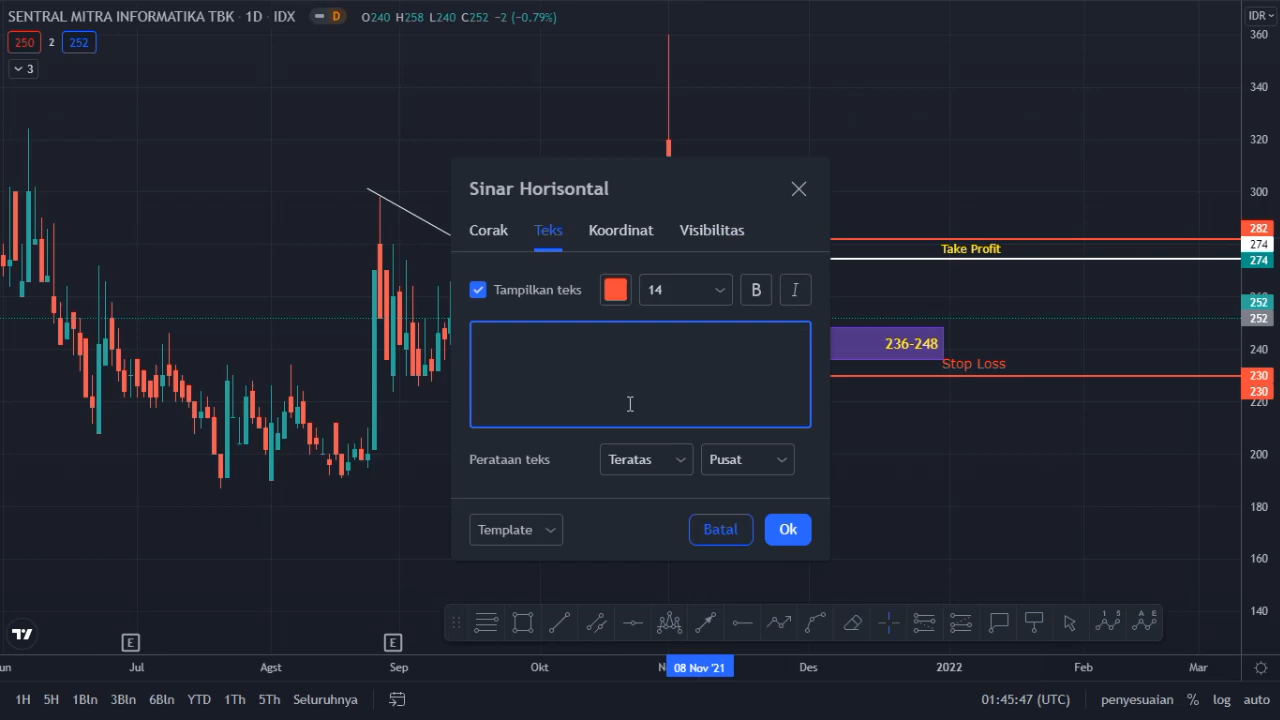 SENTRAL MITRA INFORMATIKA TBK · 1D · IDX
D
O240 H258 L240 C252 −2 (−0.79%)
IDR
250 2 252
3
360
340
320
300
282
274
274
252
252
240
230
230
220
200
180
160
140
Take Profit
236-248
Stop Loss
Sinar Horisontal
Corak Teks Koordinat Visibilitas
Tampilkan teks 14 B I
Perataan teks Teratas Pusat
Template Batal Ok
1 5
A E
E E
Jul Agst Sep Okt 08 Nov '21 Des 2022 Feb Mar
1H 5H 1Bln 3Bln 6Bln YTD 1Th 5Th Seluruhnya
01:45:47 (UTC) penyesuaian % log auto